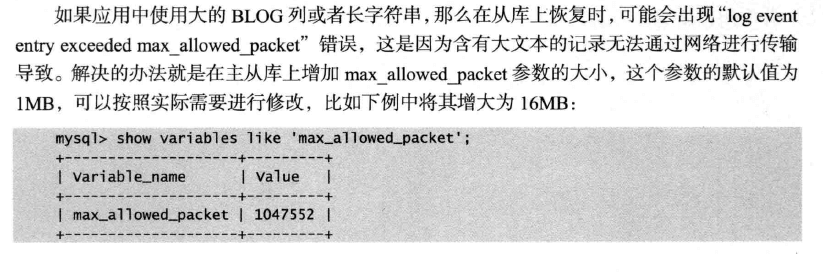 如果应用中使用大的 BLOG 列或者长字符串，那么在从库上恢复时，可能会出现“log event
entry exceeded max_allowed_packet”错误，这是因为含有大文本的记录无法通过网络进行传输
导致。解决的办法就是在主从库上增加 max_allowed_packet 参数的大小，这个参数的默认值为
1MB，可以按照实际需要进行修改，比如下例中将其增大为 16MB：
mysql> show variables like 'max_allowed_packet';
+--------------------+---------+
| Variable_name | Value |
+--------------------+---------+
| max_allowed_packet | 1047552 |
+--------------------+---------+